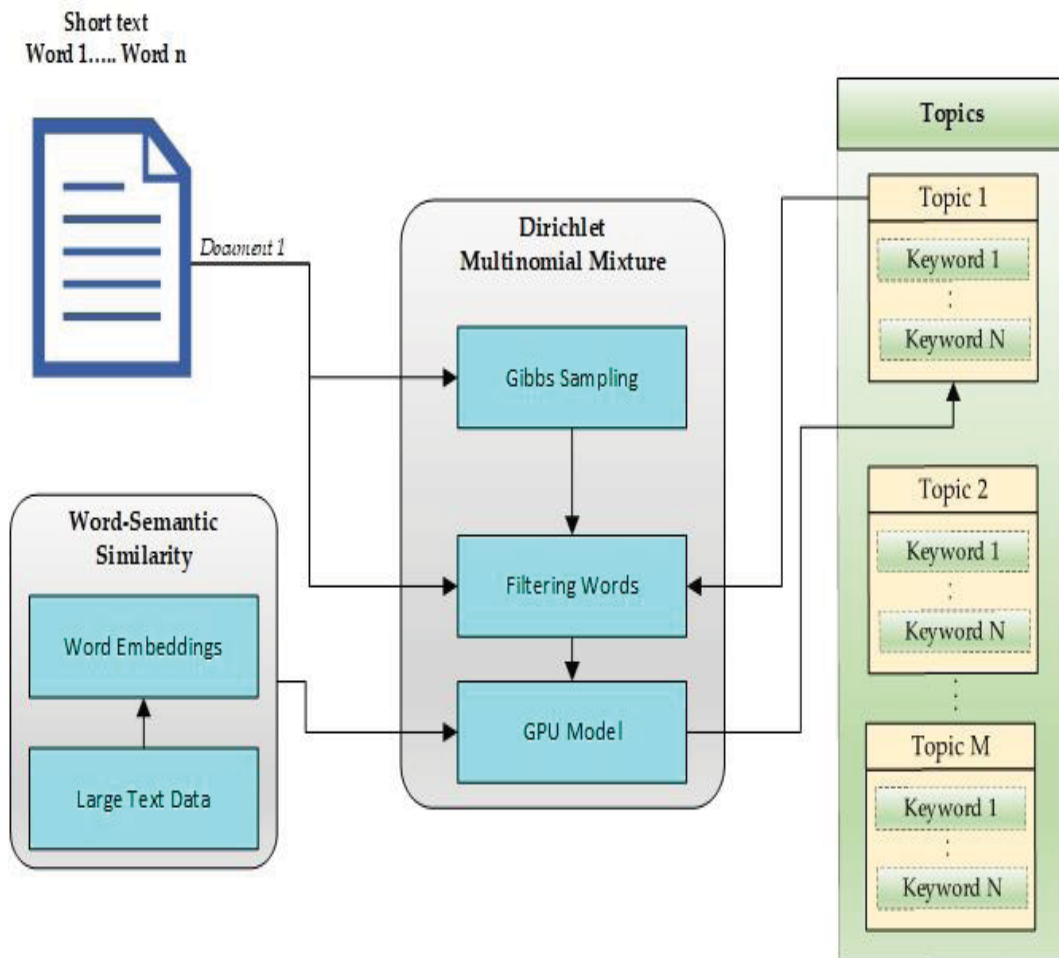 Short text
Word 1..... Word n
Document 1
Word-Semantic
Similarity
Word Embeddings
Large Text Data
Dirichlet
Multinomial Mixture
Gibbs Sampling
Filtering Words
GPU Model
Topics
Topic 1
Keyword 1
Keyword N
Topic 2
Keyword 1
Keyword N
Topic M
Keyword 1
Keyword N